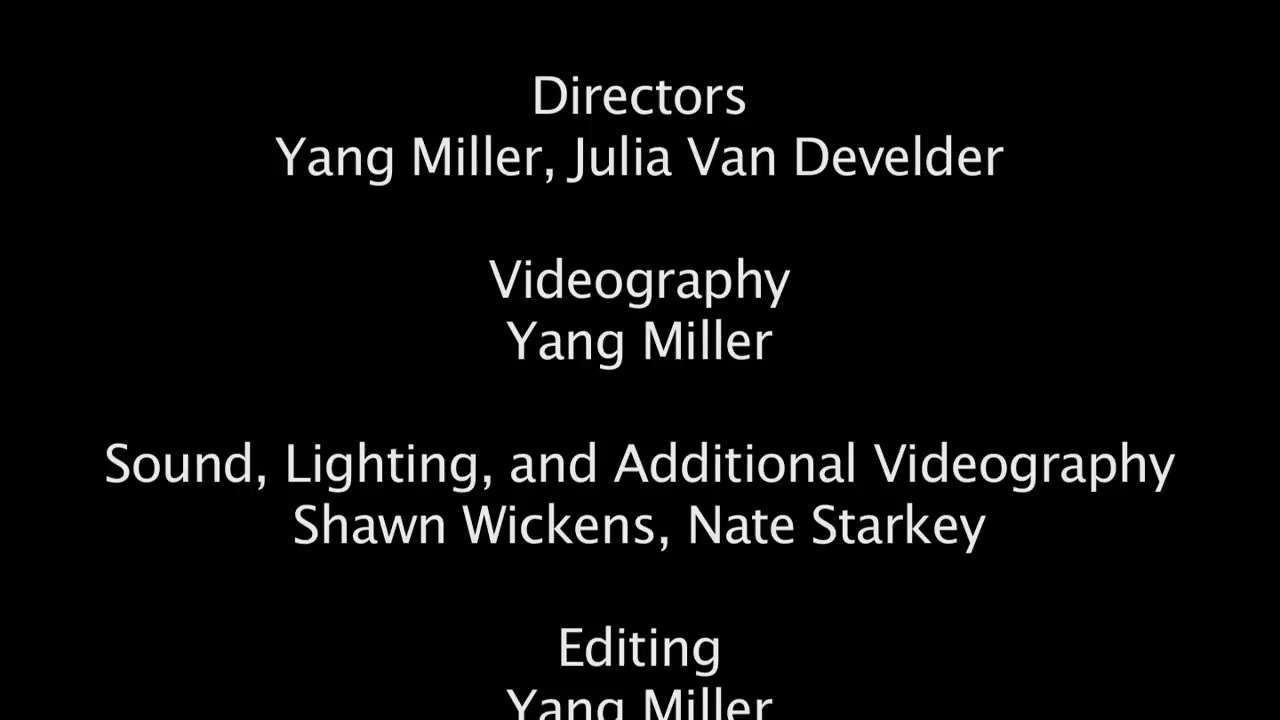 Directors
Yang Miller, Julia Van Develder
Videography
Yang Miller
Sound, Lighting, and Additional Videography
Shawn Wickens, Nate Starkey
Editing
Yang Miller